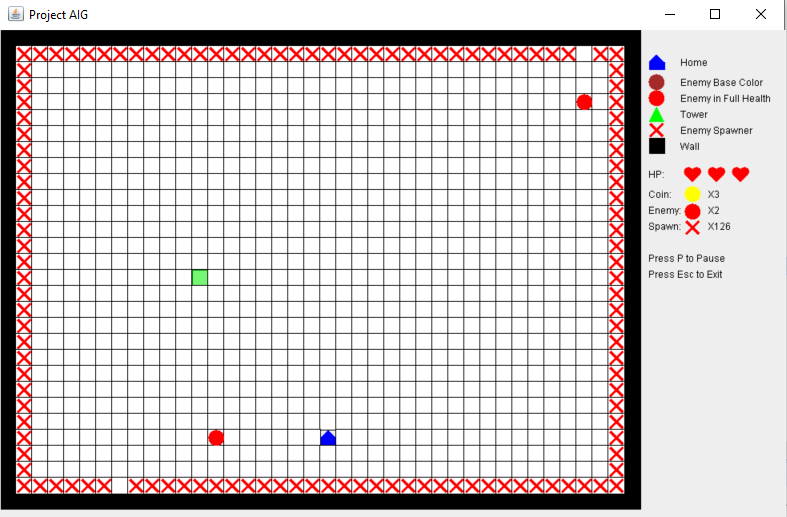 Project AIG
Home
Enemy Base Color
Enemy in Full Health
Tower
Enemy Spawner
Wall
HP:
Coin: X3
Enemy: X2
Spawn: X126
Press P to Pause
Press Esc to Exit